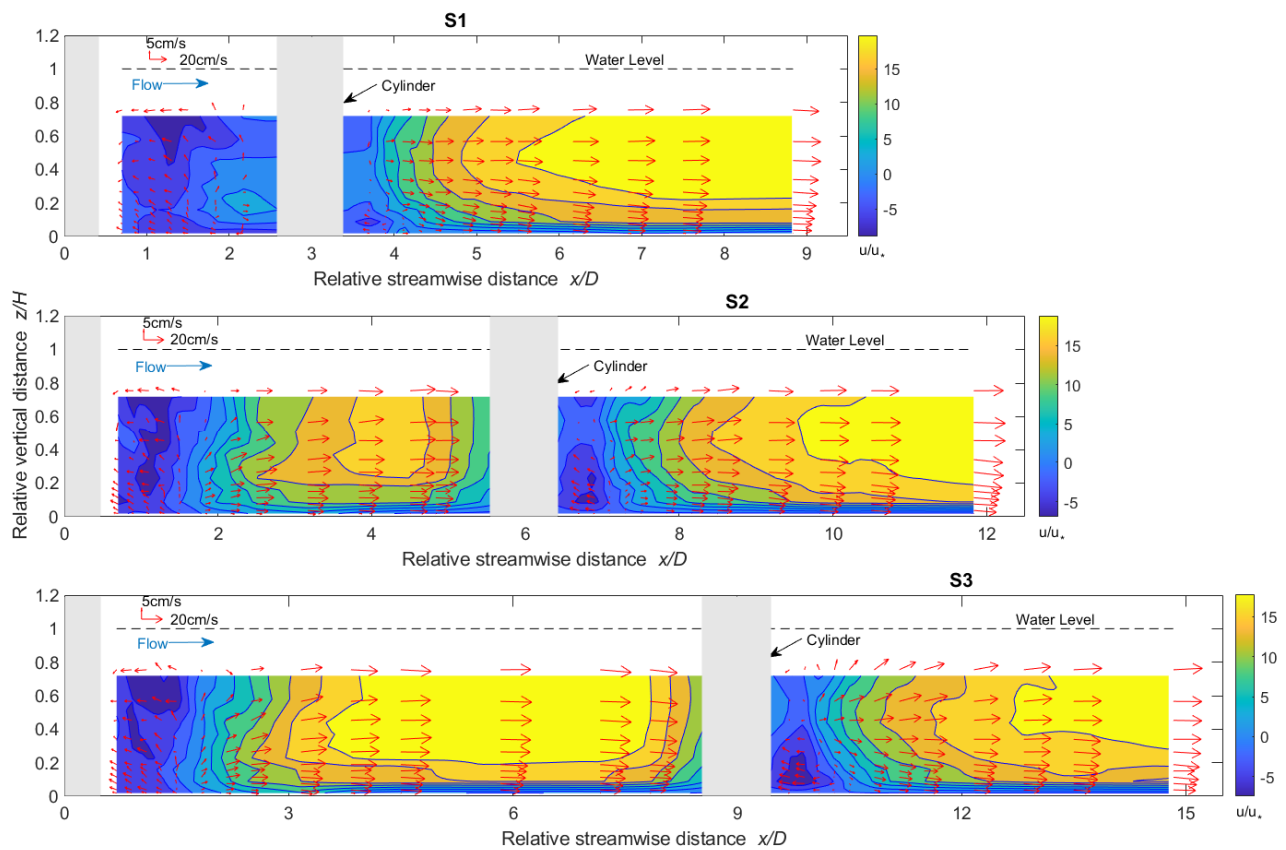 S1
1.2
1
0.8
0.6
0.4
0.2
0
5cm/s
20cm/s
Flow
Water Level
Cylinder
15
10
5
0
-5
u/u*
0 1 2 3 4 5 6 7 8 9
Relative streamwise distance x/D
Relative vertical distance z/H
S2
1.2
1
0.8
0.6
0.4
0.2
0
5cm/s
20cm/s
Flow
Water Level
Cylinder
15
10
5
0
-5
u/u*
0 2 4 6 8 10 12
Relative streamwise distance x/D
S3
1.2
1
0.8
0.6
0.4
0.2
0
5cm/s
20cm/s
Flow
Water Level
Cylinder
15
10
5
0
-5
u/u*
0 3 6 9 12 15
Relative streamwise distance x/D